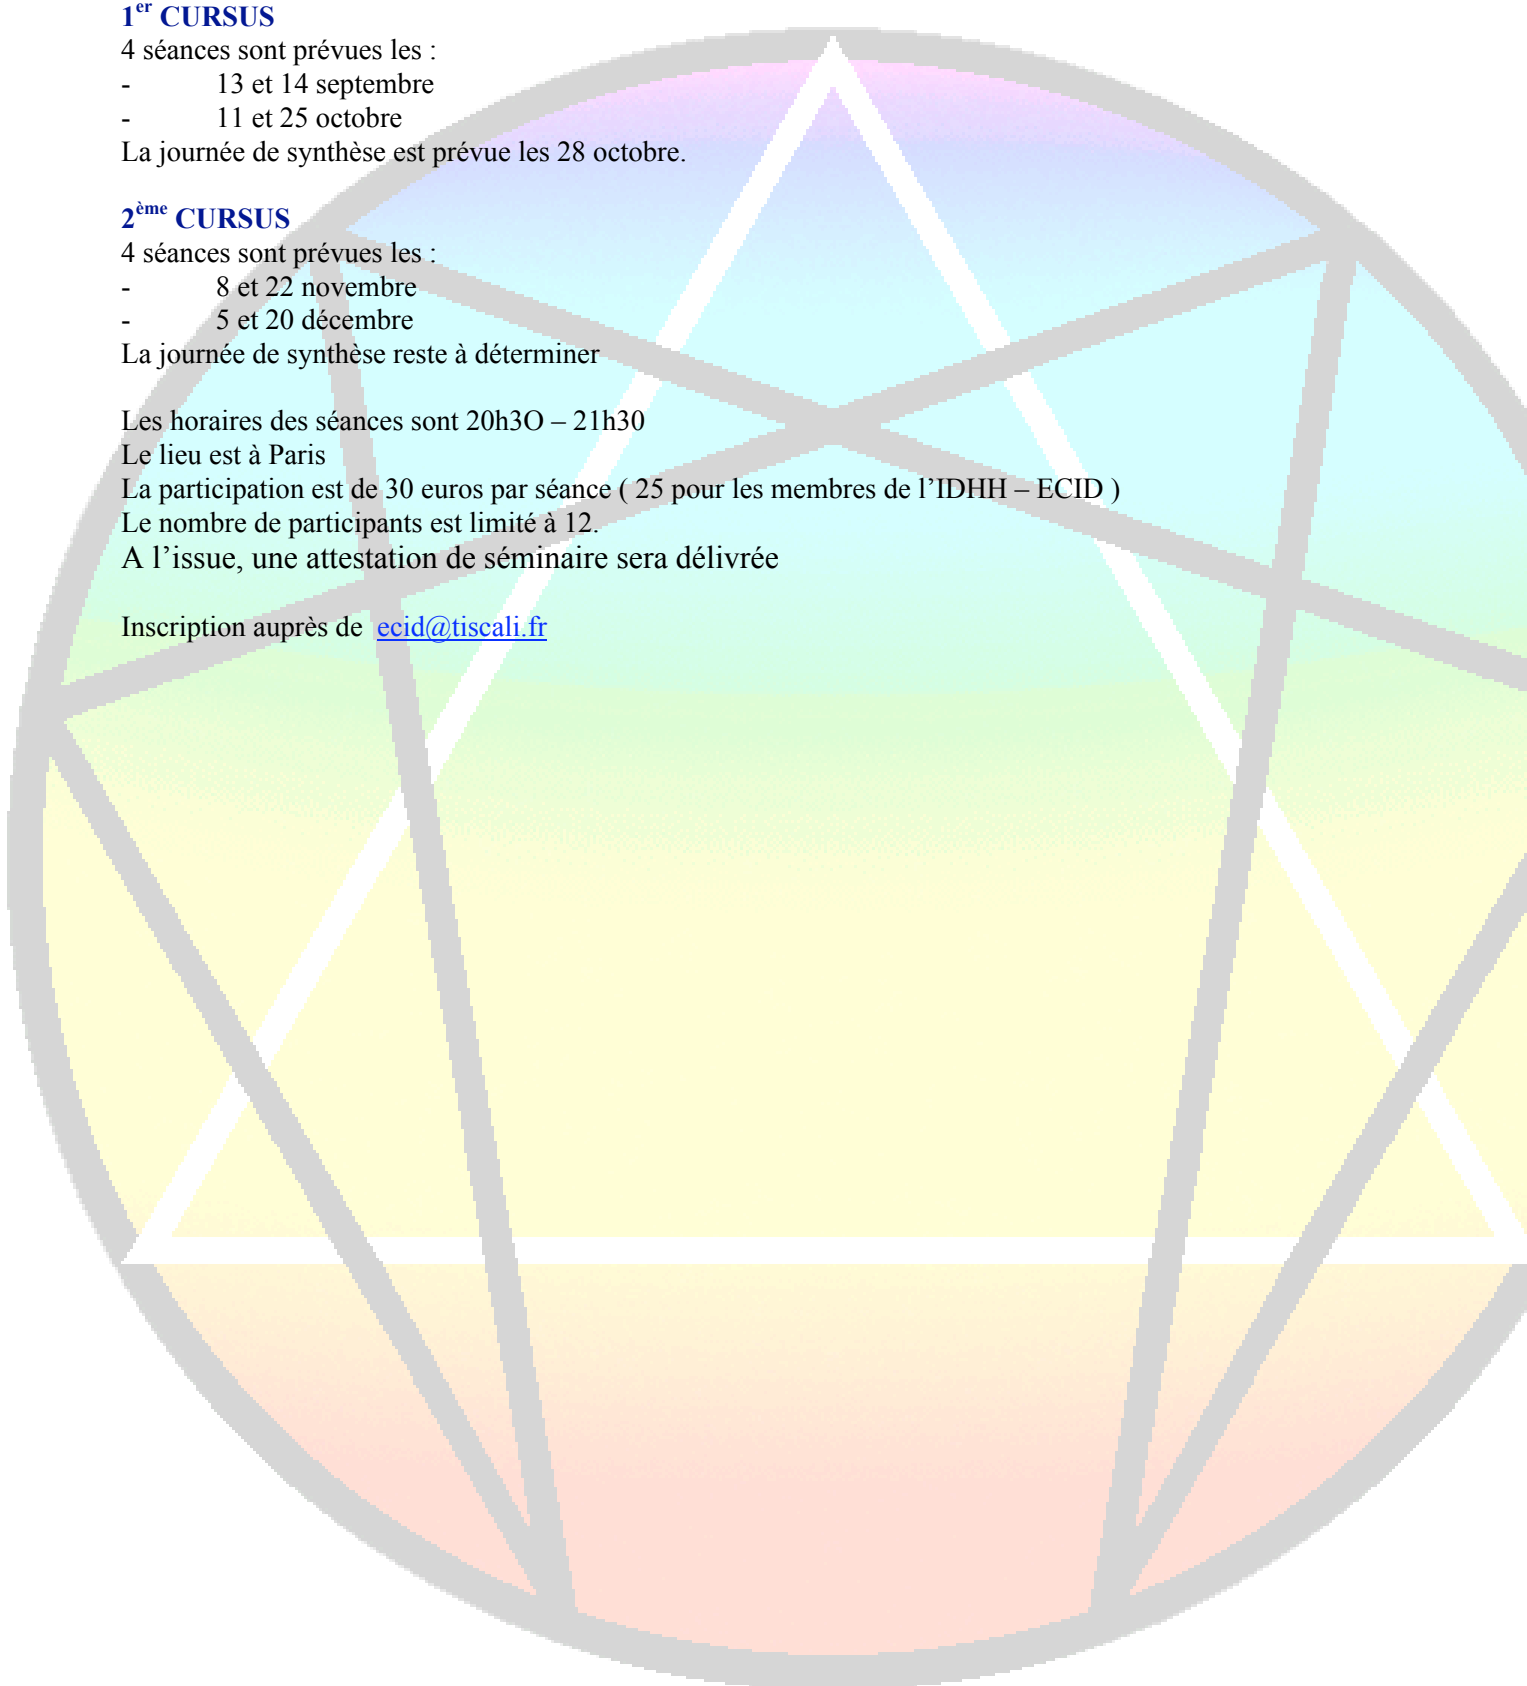 1er CURSUS
4 séances sont prévues les :
- 13 et 14 septembre
- 11 et 25 octobre
La journée de synthèse est prévue les 28 octobre.
2ème CURSUS
4 séances sont prévues les :
- 8 et 22 novembre
- 5 et 20 décembre
La journée de synthèse reste à déterminer
Les horaires des séances sont 20h3O – 21h30
Le lieu est à Paris
La participation est de 30 euros par séance ( 25 pour les membres de l’IDHH – ECID )
Le nombre de participants est limité à 12.
A l’issue, une attestation de séminaire sera délivrée
Inscription auprès de ecid@tiscali.fr